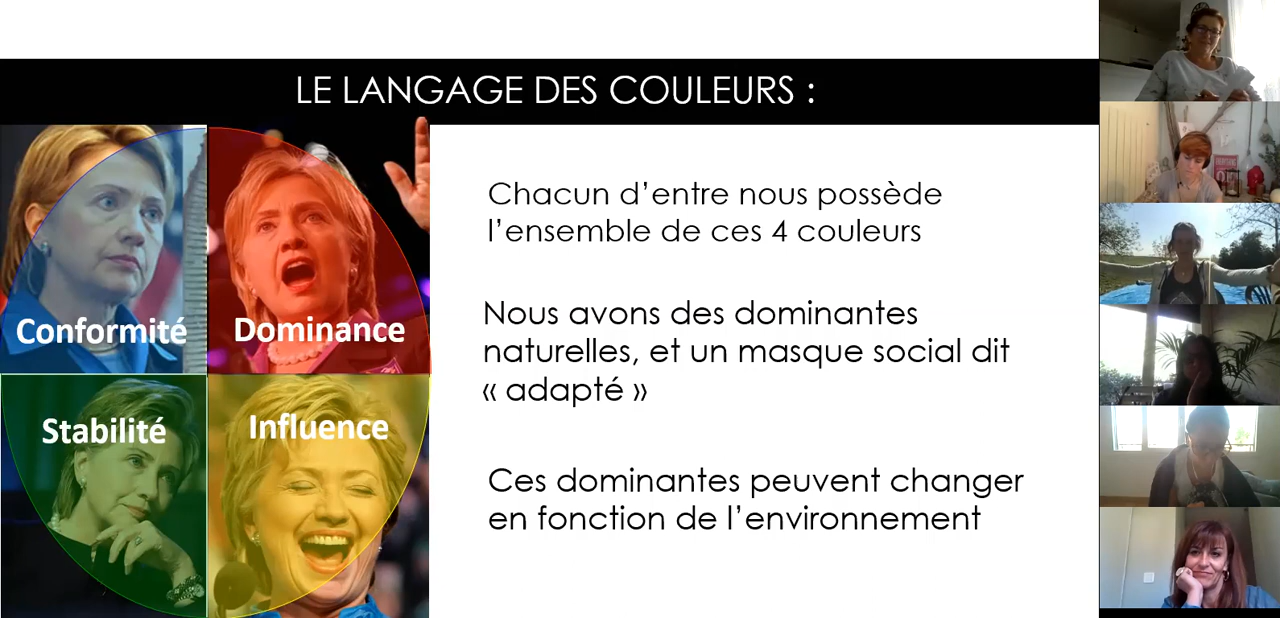 LE LANGAGE DES COULEURS :
Conformité
Dominance
Stabilité
Influence
Chacun d’entre nous possède
l’ensemble de ces 4 couleurs
Nous avons des dominantes
naturelles, et un masque social dit
« adapté »
Ces dominantes peuvent changer
en fonction de l’environnement